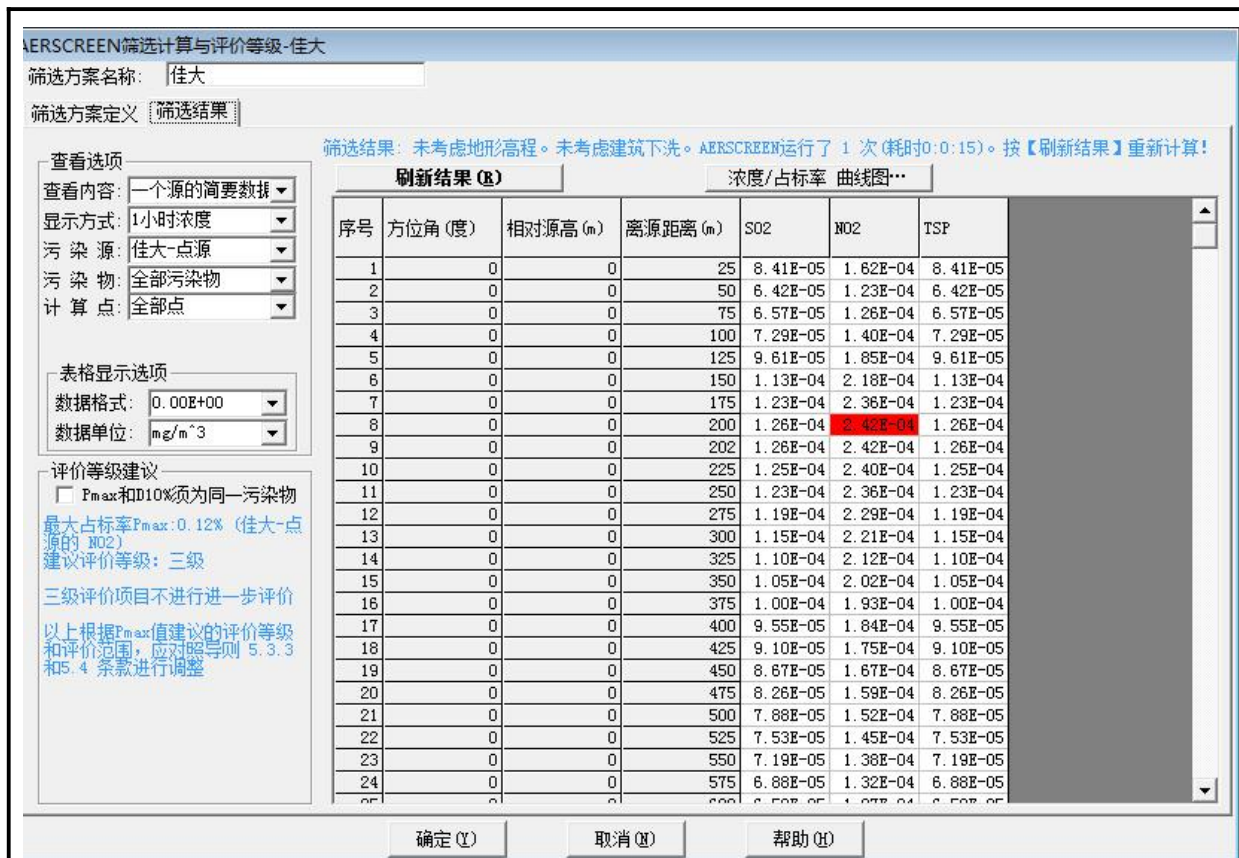 AERSCREEN筛选计算与评价等级-佳大
筛选方案名称: 佳大
筛选方案定义 筛选结果
筛选结果: 未考虑地形高程。未考虑建筑下洗。AERSCREEN运行了 1 次(耗时0:0:15)。按【刷新结果】重新计算!
查看选项
查看内容: 一个源的简要数据
显示方式: 1小时浓度
污 染 源: 佳大-点源
污 染 物: 全部污染物
计 算 点: 全部点
表格显示选项
数据格式: 0.00E+00
数据单位: mg/m^3
评价等级建议
Pmax和D10%须为同一污染物
最大占标率Pmax:0.12% (佳大-点
源的 NO2)
建议评价等级: 三级
三级评价项目不进行进一步评价
以上根据Pmax值建议的评价等级
和评价范围,应对照导则 5.3.3
和5.4 条款进行调整
刷新结果(R) 浓度/占标率 曲线图…
序号 方位角(度) 相对源高(m) 离源距离(m) SO2 NO2 TSP
1 0 0 25 8.41E-05 1.62E-04 8.41E-05
2 0 0 50 6.42E-05 1.23E-04 6.42E-05
3 0 0 75 6.57E-05 1.26E-04 6.57E-05
4 0 0 100 7.29E-05 1.40E-04 7.29E-05
5 0 0 125 9.61E-05 1.85E-04 9.61E-05
6 0 0 150 1.13E-04 2.18E-04 1.13E-04
7 0 0 175 1.23E-04 2.36E-04 1.23E-04
8 0 0 200 1.26E-04 2.42E-04 1.26E-04
9 0 0 202 1.26E-04 2.42E-04 1.26E-04
10 0 0 225 1.25E-04 2.40E-04 1.25E-04
11 0 0 250 1.23E-04 2.36E-04 1.23E-04
12 0 0 275 1.19E-04 2.29E-04 1.19E-04
13 0 0 300 1.15E-04 2.21E-04 1.15E-04
14 0 0 325 1.10E-04 2.12E-04 1.10E-04
15 0 0 350 1.05E-04 2.02E-04 1.05E-04
16 0 0 375 1.00E-04 1.93E-04 1.00E-04
17 0 0 400 9.55E-05 1.84E-04 9.55E-05
18 0 0 425 9.10E-05 1.75E-04 9.10E-05
19 0 0 450 8.67E-05 1.67E-04 8.67E-05
20 0 0 475 8.26E-05 1.59E-04 8.26E-05
21 0 0 500 7.88E-05 1.52E-04 7.88E-05
22 0 0 525 7.53E-05 1.45E-04 7.53E-05
23 0 0 550 7.19E-05 1.38E-04 7.19E-05
24 0 0 575 6.88E-05 1.32E-04 6.88E-05
确定(Y) 取消(N) 帮助(H)